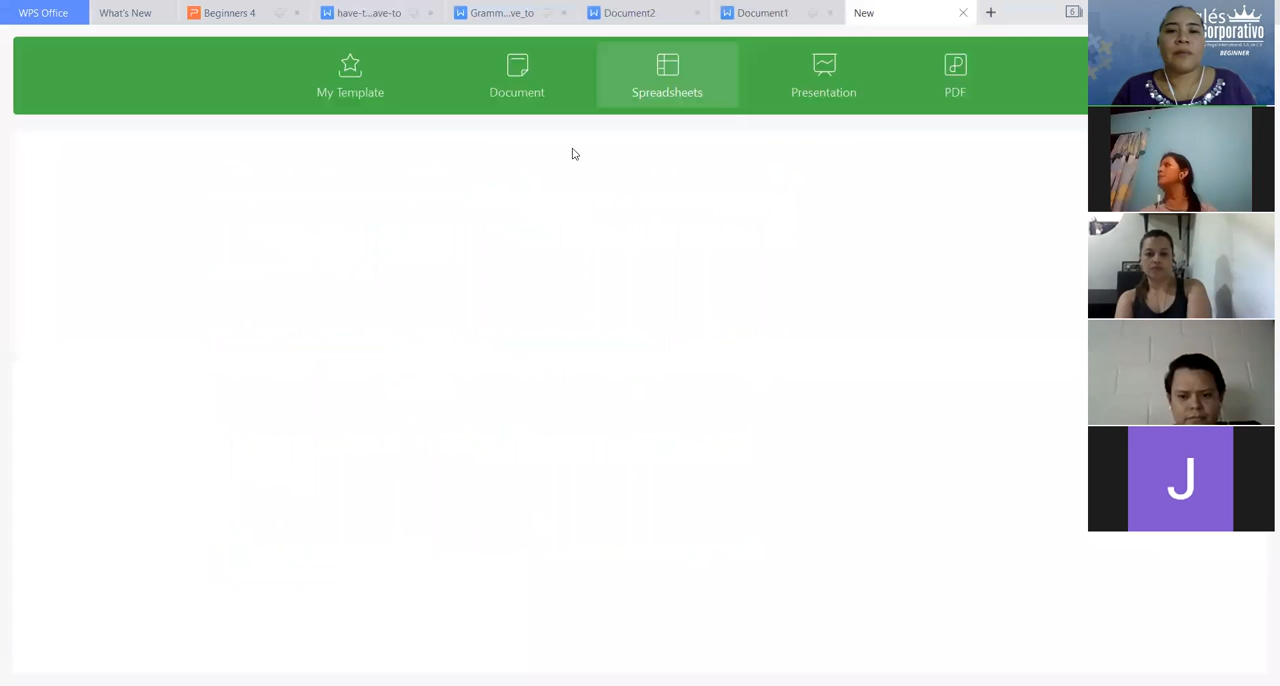 WPS Office
What's New
Beginners 4
have-t...ave-to
Gramm...ve_to
Document2
Document1
New
6
My Template
Document
Spreadsheets
Presentation
PDF
BEGINNER
J